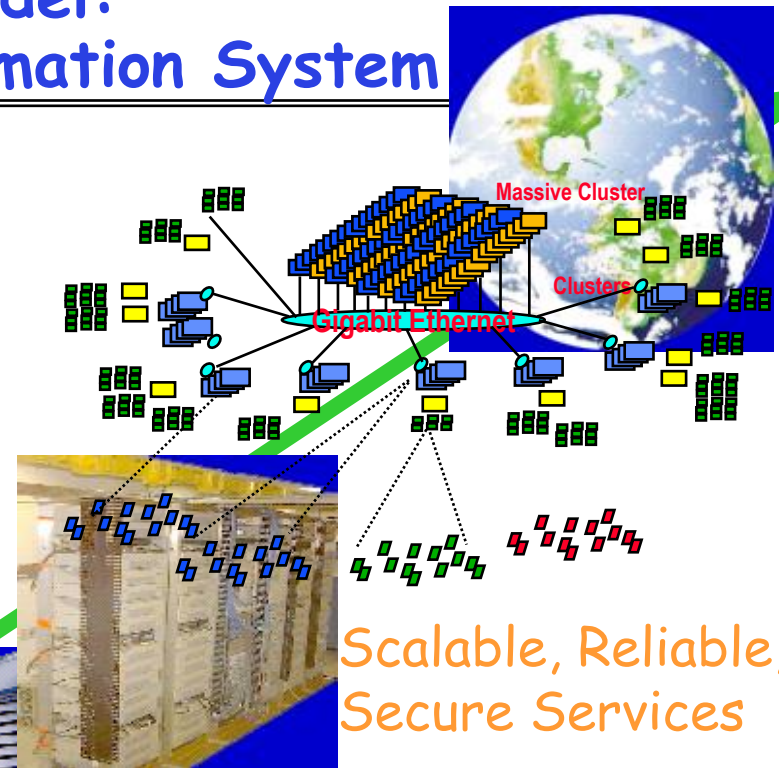 mation System
Massive Cluster
Clusters
Gigabit Ethernet
Scalable, Reliable,
Secure Services